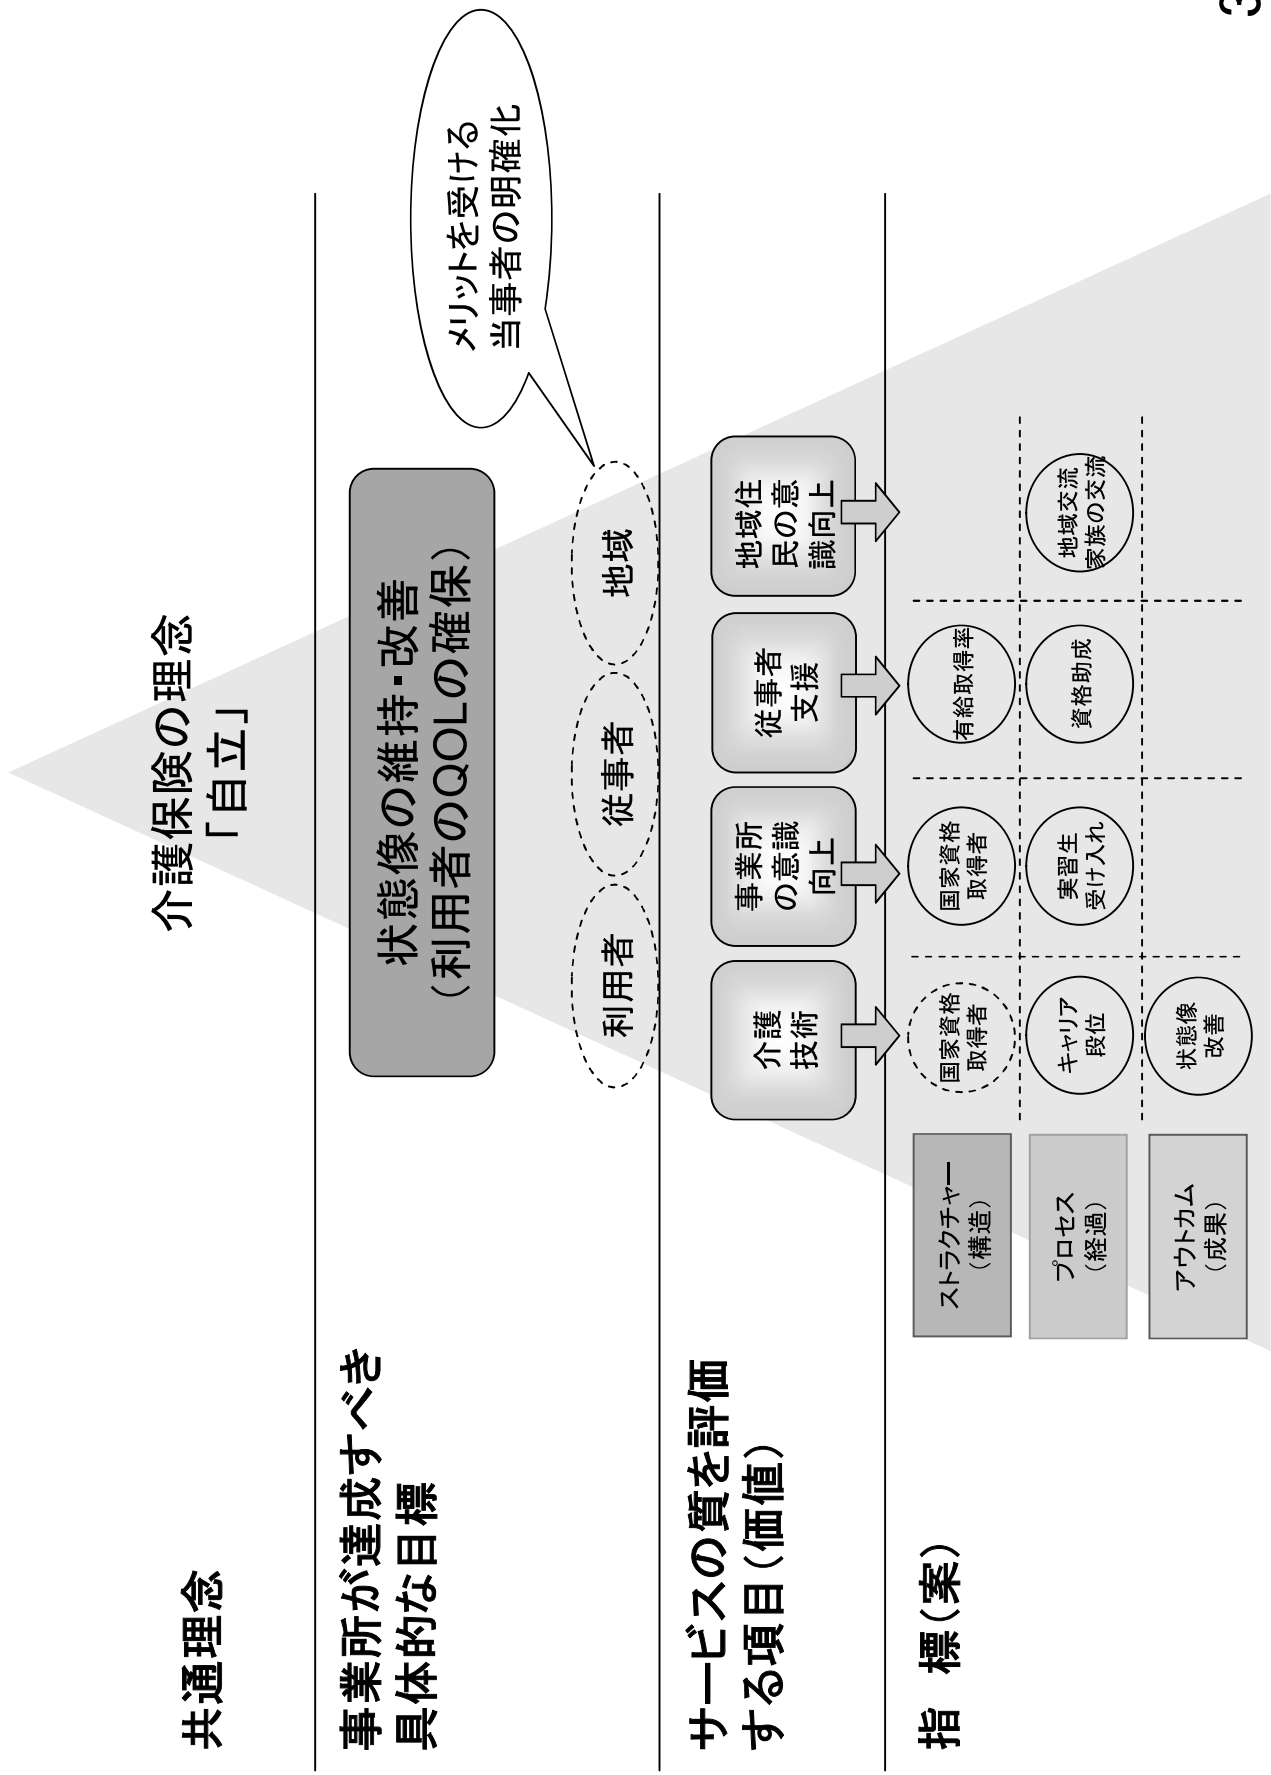 共通理念
介護保険の理念
「自立」
事業所が達成すべき
具体的な目標
状態像の維持・改善
（利用者のQOLの確保）
メリットを受ける
当事者の明確化
利用者
従事者
地域
サービスの質を評価
する項目（価値）
介護
技術
事業所
の意識
向上
従事者
支援
地域住
民の意
識向上
指　標（案）
ストラクチャー
（構造）
国家資格
取得者
国家資格
取得者
有給取得率
プロセス
（経過）
キャリア
段位
実習生
受け入れ
資格助成
地域交流
家族の交流
アウトカム
（成果）
状態像
改善
3